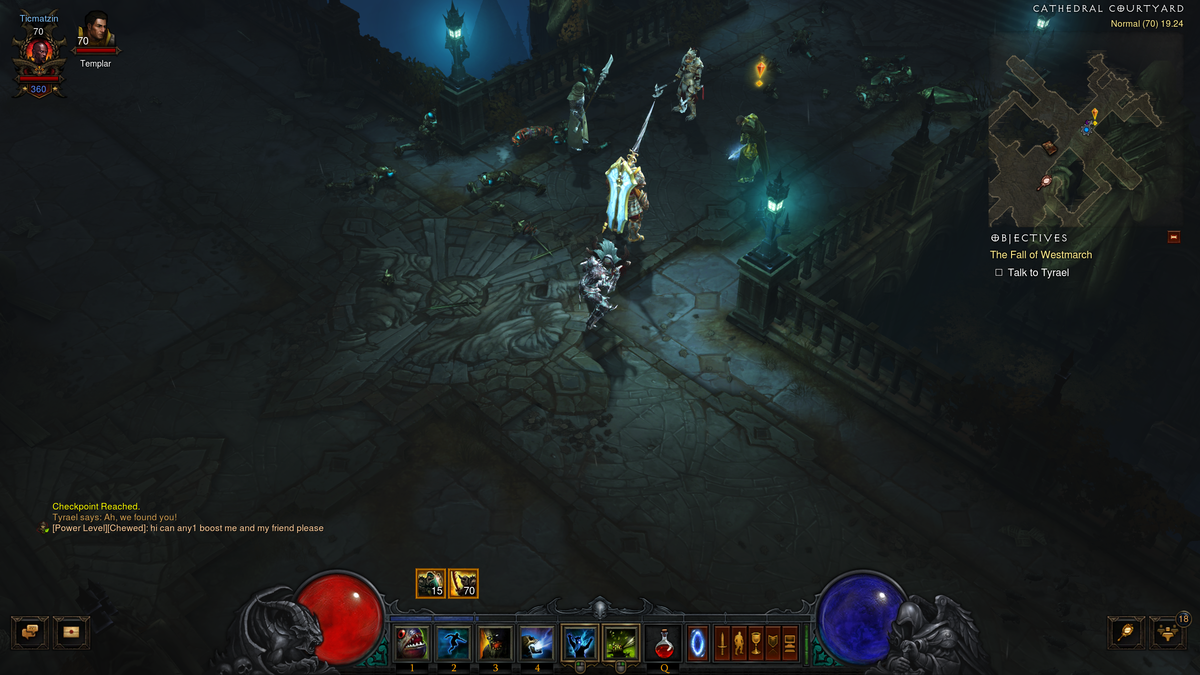 Ticmatzin
70
360
70
Templar
CATHEDRAL COURTYARD
Normal (70) 19.24
OBJECTIVES
The Fall of Westmarch
Talk to Tyrael
Checkpoint Reached.
Tyrael says: Ah, we found you!
[Power Level][Chewed]: hi can any1 boost me and my friend please
15
70
1
2
3
4
Q
18